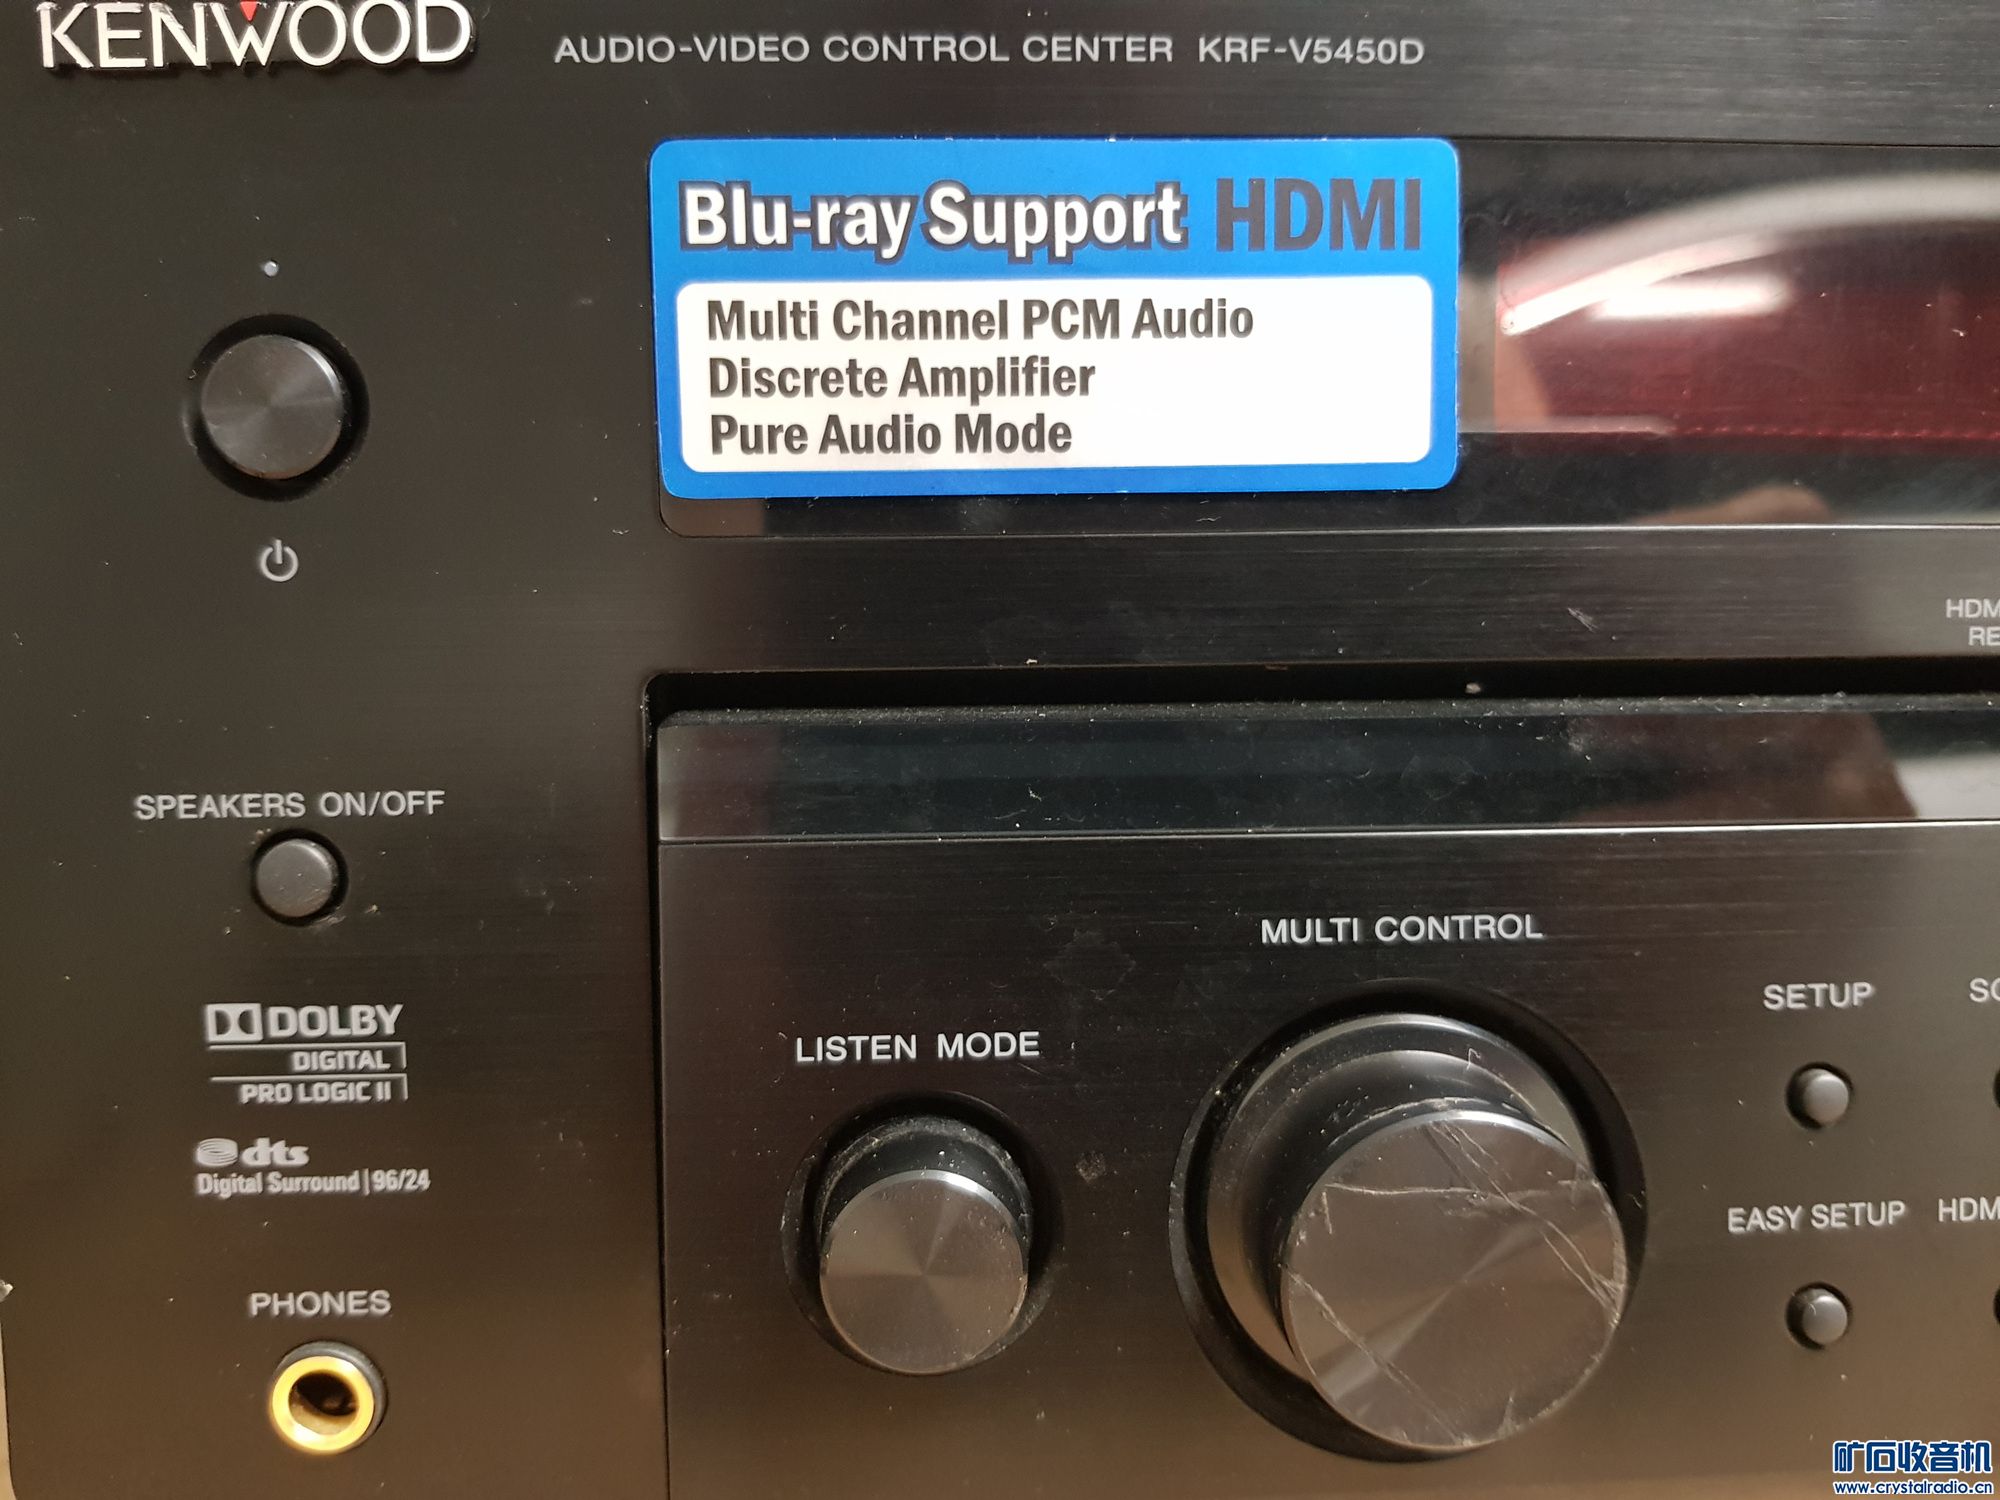 KENWOOD
AUDIO-VIDEO CONTROL CENTER KRF-V5450D
Blu-ray Support HDMI
Multi Channel PCM Audio
Discrete Amplifier
Pure Audio Mode
SPEAKERS ON/OFF
DOLBY
DIGITAL
PRO LOGIC II
dts
Digital Surround | 96/24
PHONES
LISTEN MODE
MULTI CONTROL
SETUP
EASY SETUP
矿石收音机
www.crystalradio.cn